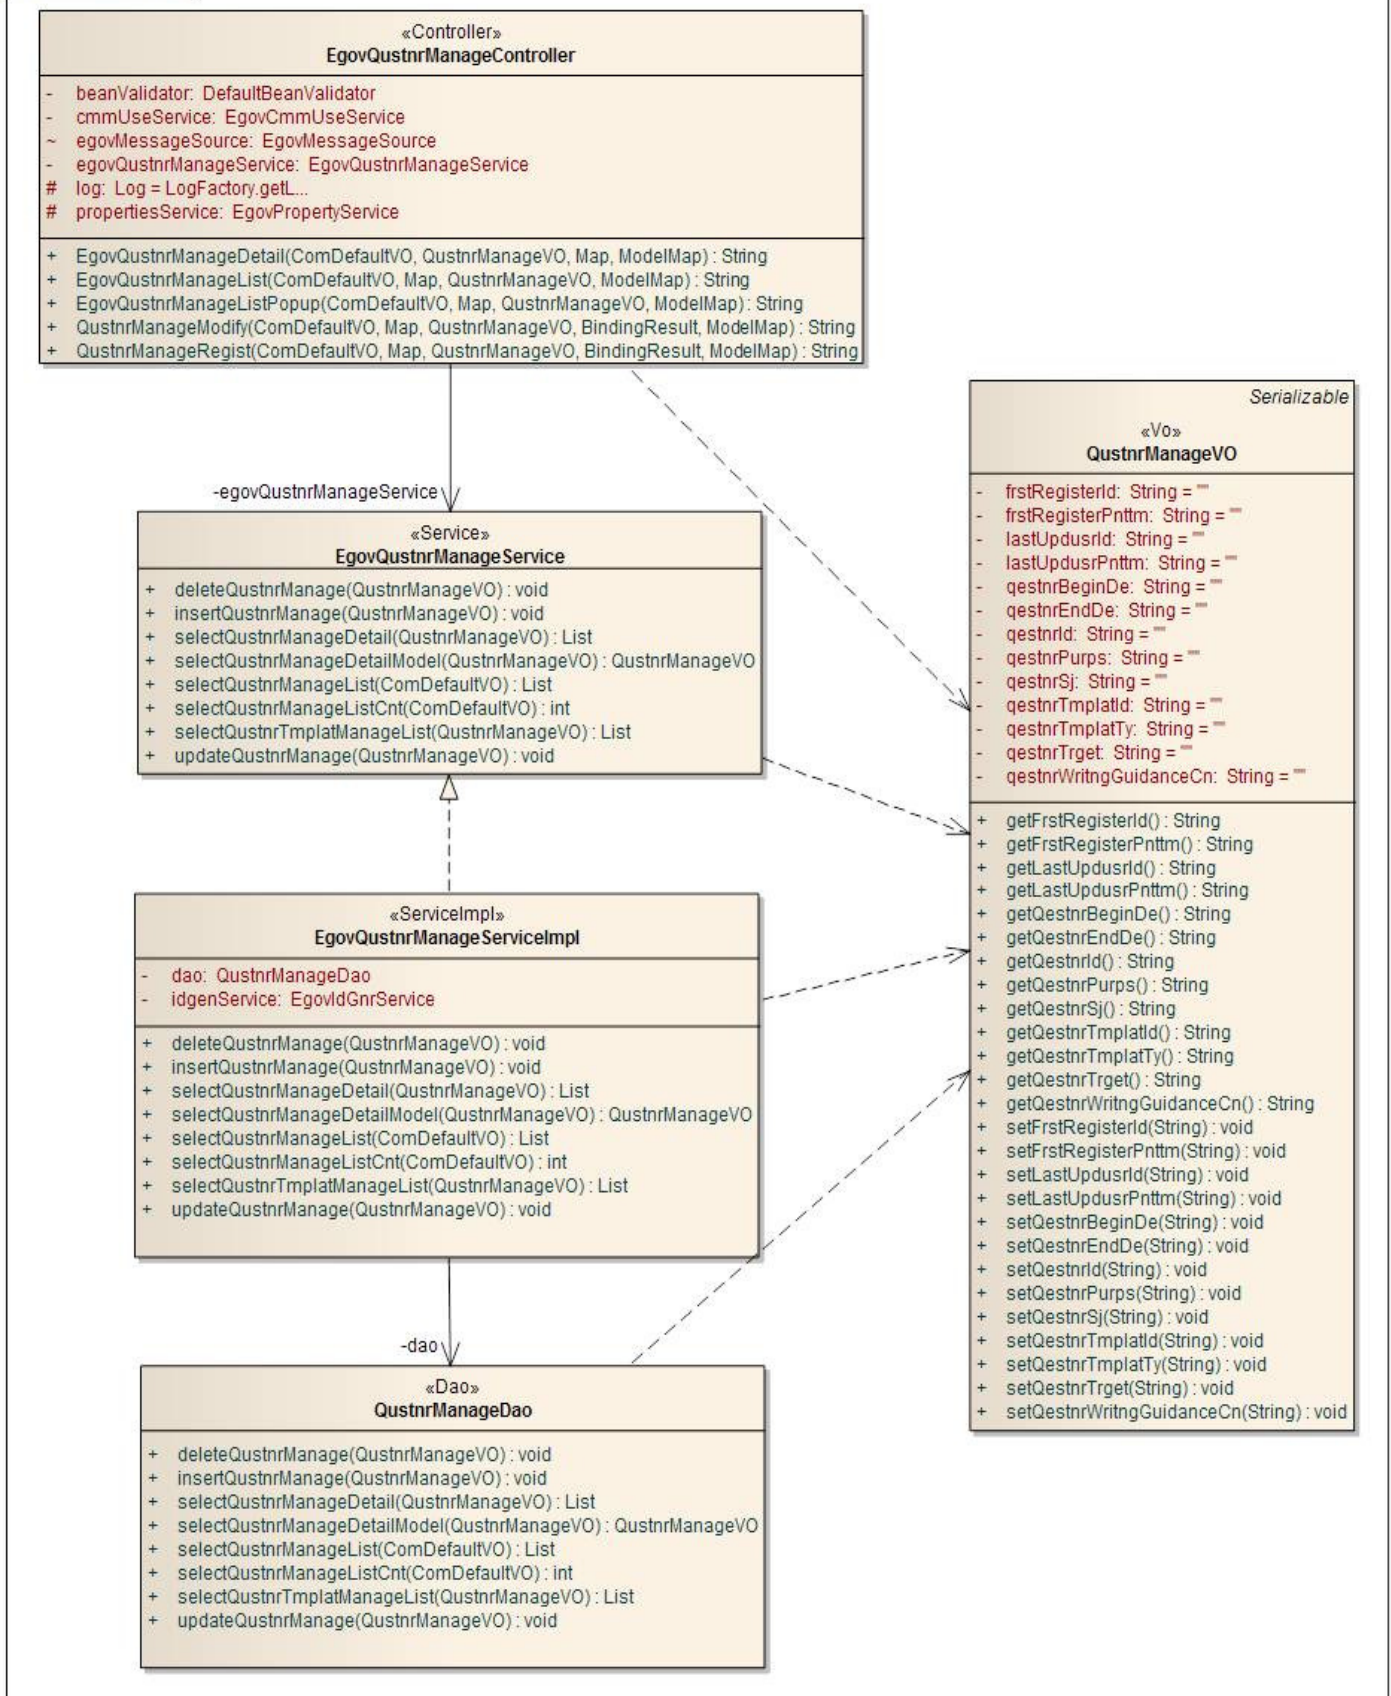 «Controller»
EgovQustnrManageController
- beanValidator: DefaultBeanValidator
- cmmUseService: EgovCmmUseService
~ egovMessageSource: EgovMessageSource
- egovQustnrManageService: EgovQustnrManageService
# log: Log = LogFactory.getL...
# propertiesService: EgovPropertyService
+ EgovQustnrManageDetail(ComDefaultVO, QustnrManageVO, Map, ModelMap) : String
+ EgovQustnrManageList(ComDefaultVO, Map, QustnrManageVO, ModelMap) : String
+ EgovQustnrManageListPopup(ComDefaultVO, Map, QustnrManageVO, ModelMap) : String
+ QustnrManageModify(ComDefaultVO, Map, QustnrManageVO, BindingResult, ModelMap) : String
+ QustnrManageRegist(ComDefaultVO, Map, QustnrManageVO, BindingResult, ModelMap) : String
-egovQustnrManageService
«Service»
EgovQustnrManageService
+ deleteQustnrManage(QustnrManageVO) : void
+ insertQustnrManage(QustnrManageVO) : void
+ selectQustnrManageDetail(QustnrManageVO) : List
+ selectQustnrManageDetailModel(QustnrManageVO) : QustnrManageVO
+ selectQustnrManageList(ComDefaultVO) : List
+ selectQustnrManageListCnt(ComDefaultVO) : int
+ selectQustnrTmplatManageList(QustnrManageVO) : List
+ updateQustnrManage(QustnrManageVO) : void
«ServiceImpl»
EgovQustnrManageServiceImpl
- dao: QustnrManageDao
- idgenService: EgovIdGnrService
+ deleteQustnrManage(QustnrManageVO) : void
+ insertQustnrManage(QustnrManageVO) : void
+ selectQustnrManageDetail(QustnrManageVO) : List
+ selectQustnrManageDetailModel(QustnrManageVO) : QustnrManageVO
+ selectQustnrManageList(ComDefaultVO) : List
+ selectQustnrManageListCnt(ComDefaultVO) : int
+ selectQustnrTmplatManageList(QustnrManageVO) : List
+ updateQustnrManage(QustnrManageVO) : void
-dao
«Dao»
QustnrManageDao
+ deleteQustnrManage(QustnrManageVO) : void
+ insertQustnrManage(QustnrManageVO) : void
+ selectQustnrManageDetail(QustnrManageVO) : List
+ selectQustnrManageDetailModel(QustnrManageVO) : QustnrManageVO
+ selectQustnrManageList(ComDefaultVO) : List
+ selectQustnrManageListCnt(ComDefaultVO) : int
+ selectQustnrTmplatManageList(QustnrManageVO) : List
+ updateQustnrManage(QustnrManageVO) : void
Serializable
«Vo»
QustnrManageVO
- frstRegisterId: String = ""
- frstRegisterPnttm: String = ""
- lastUpdusrId: String = ""
- lastUpdusrPnttm: String = ""
- qestnrBeginDe: String = ""
- qestnrEndDe: String = ""
- qestnrId: String = ""
- qestnrPurps: String = ""
- qestnrSj: String = ""
- qestnrTmplatId: String = ""
- qestnrTmplatTy: String = ""
- qestnrTrget: String = ""
- qestnrWritngGuidanceCn: String = ""
+ getFrstRegisterId() : String
+ getFrstRegisterPnttm() : String
+ getLastUpdusrId() : String
+ getLastUpdusrPnttm() : String
+ getQestnrBeginDe() : String
+ getQestnrEndDe() : String
+ getQestnrId() : String
+ getQestnrPurps() : String
+ getQestnrSj() : String
+ getQestnrTmplatId() : String
+ getQestnrTmplatTy() : String
+ getQestnrTrget() : String
+ getQestnrWritngGuidanceCn() : String
+ setFrstRegisterId(String) : void
+ setFrstRegisterPnttm(String) : void
+ setLastUpdusrId(String) : void
+ setLastUpdusrPnttm(String) : void
+ setQestnrBeginDe(String) : void
+ setQestnrEndDe(String) : void
+ setQestnrId(String) : void
+ setQestnrPurps(String) : void
+ setQestnrSj(String) : void
+ setQestnrTmplatId(String) : void
+ setQestnrTmplatTy(String) : void
+ setQestnrTrget(String) : void
+ setQestnrWritngGuidanceCn(String) : void